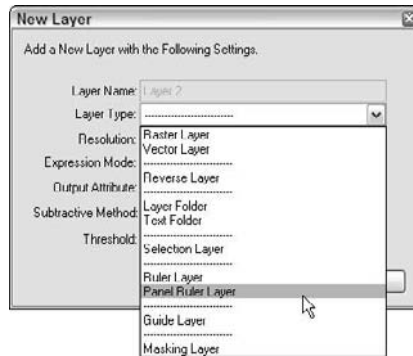 New Layer
Add a New Layer with the Following Settings.
Layer Name: Layer 2
Layer Type: --------------------------
Resolution:
Expression Mode:
Output Attribute:
Subtractive Method:
Threshold:
Raster Layer
Vector Layer
--------------------------
Reverse Layer
--------------------------
Layer Folder
Text Folder
--------------------------
Selection Layer
--------------------------
Ruler Layer
Panel Ruler Layer
--------------------------
Guide Layer
--------------------------
Masking Layer